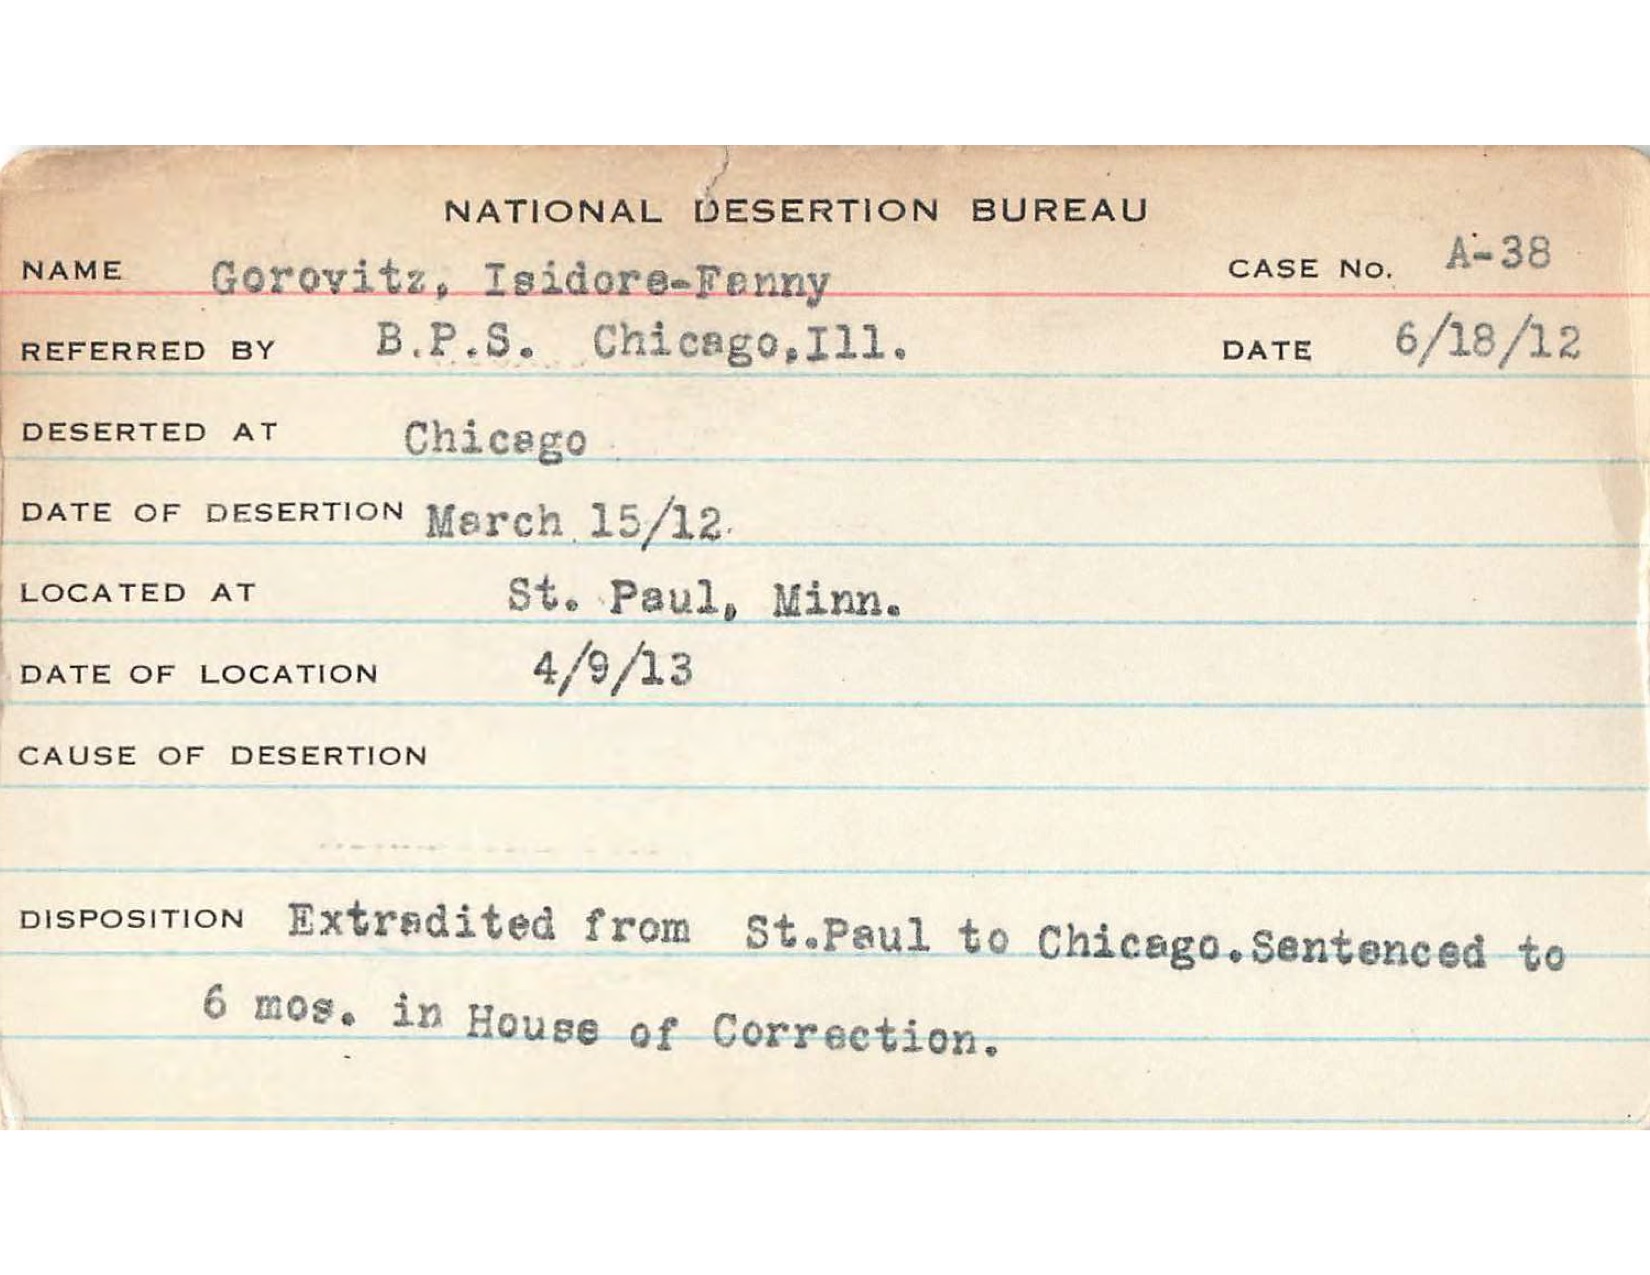 NATIONAL DESERTION BUREAU
NAME Gorovitz, Isidore-Fanny CASE No. A-38
REFERRED BY B.P.S. Chicago,Ill. DATE 6/18/12
DESERTED AT Chicago
DATE OF DESERTION March 15/12
LOCATED AT St. Paul, Minn.
DATE OF LOCATION 4/9/13
CAUSE OF DESERTION
DISPOSITION Extradited from St.Paul to Chicago.Sentenced to
6 mos. in House of Correction.